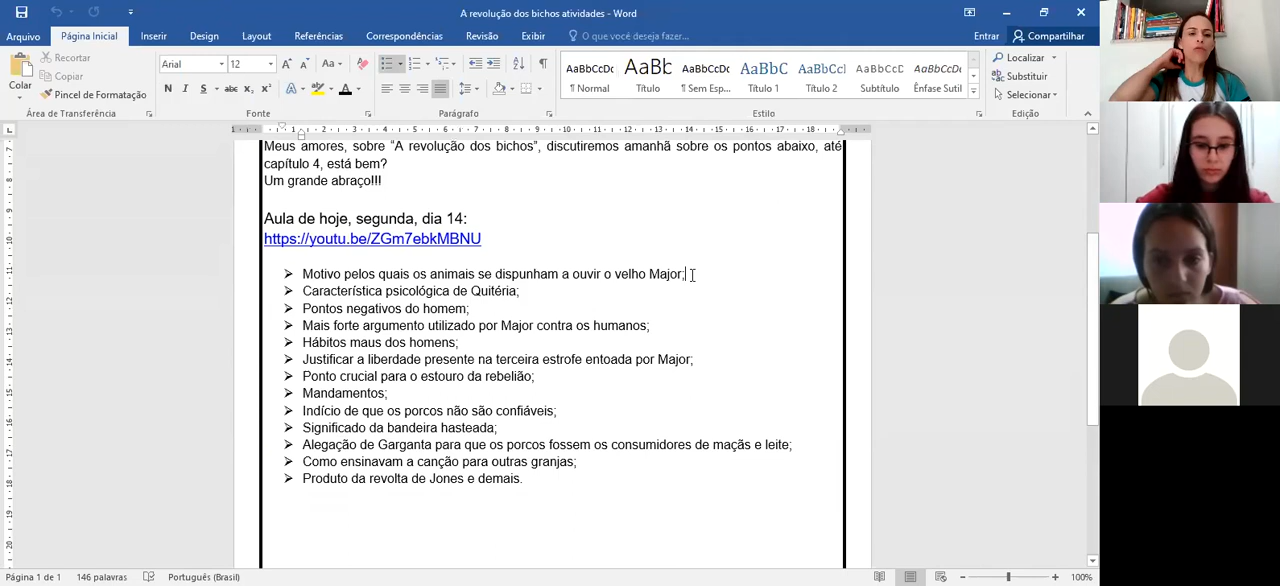 A revolução dos bichos atividades - Word
Arquivo Página Inicial Inserir Design Layout Referências Correspondências Revisão Exibir O que você deseja fazer... Entrar Compartilhar
Colar
Recortar
Copiar
Pincel de Formatação
Área de Transferência
Arial 12
Fonte
Parágrafo
AaBbCcDc AaBb AaBbCcDc AaBbC AaBbCcI AaBbCcD AaBbCcDc
¶ Normal Título ¶ Sem Esp... Título 1 Título 2 Subtítulo Ênfase Sutil
Estilo
Localizar
Substituir
Selecionar
Edição
Meus amores, sobre “A revolução dos bichos”, discutiremos amanhã sobre os pontos abaixo, até
capítulo 4, está bem?
Um grande abraço!!!
Aula de hoje, segunda, dia 14:
https://youtu.be/ZGm7ebkMBNU
➢ Motivo pelos quais os animais se dispunham a ouvir o velho Major;
➢ Característica psicológica de Quitéria;
➢ Pontos negativos do homem;
➢ Mais forte argumento utilizado por Major contra os humanos;
➢ Hábitos maus dos homens;
➢ Justificar a liberdade presente na terceira estrofe entoada por Major;
➢ Ponto crucial para o estouro da rebelião;
➢ Mandamentos;
➢ Indício de que os porcos não são confiáveis;
➢ Significado da bandeira hasteada;
➢ Alegação de Garganta para que os porcos fossem os consumidores de maçãs e leite;
➢ Como ensinavam a canção para outras granjas;
➢ Produto da revolta de Jones e demais.
Página 1 de 1 146 palavras Português (Brasil) 100%